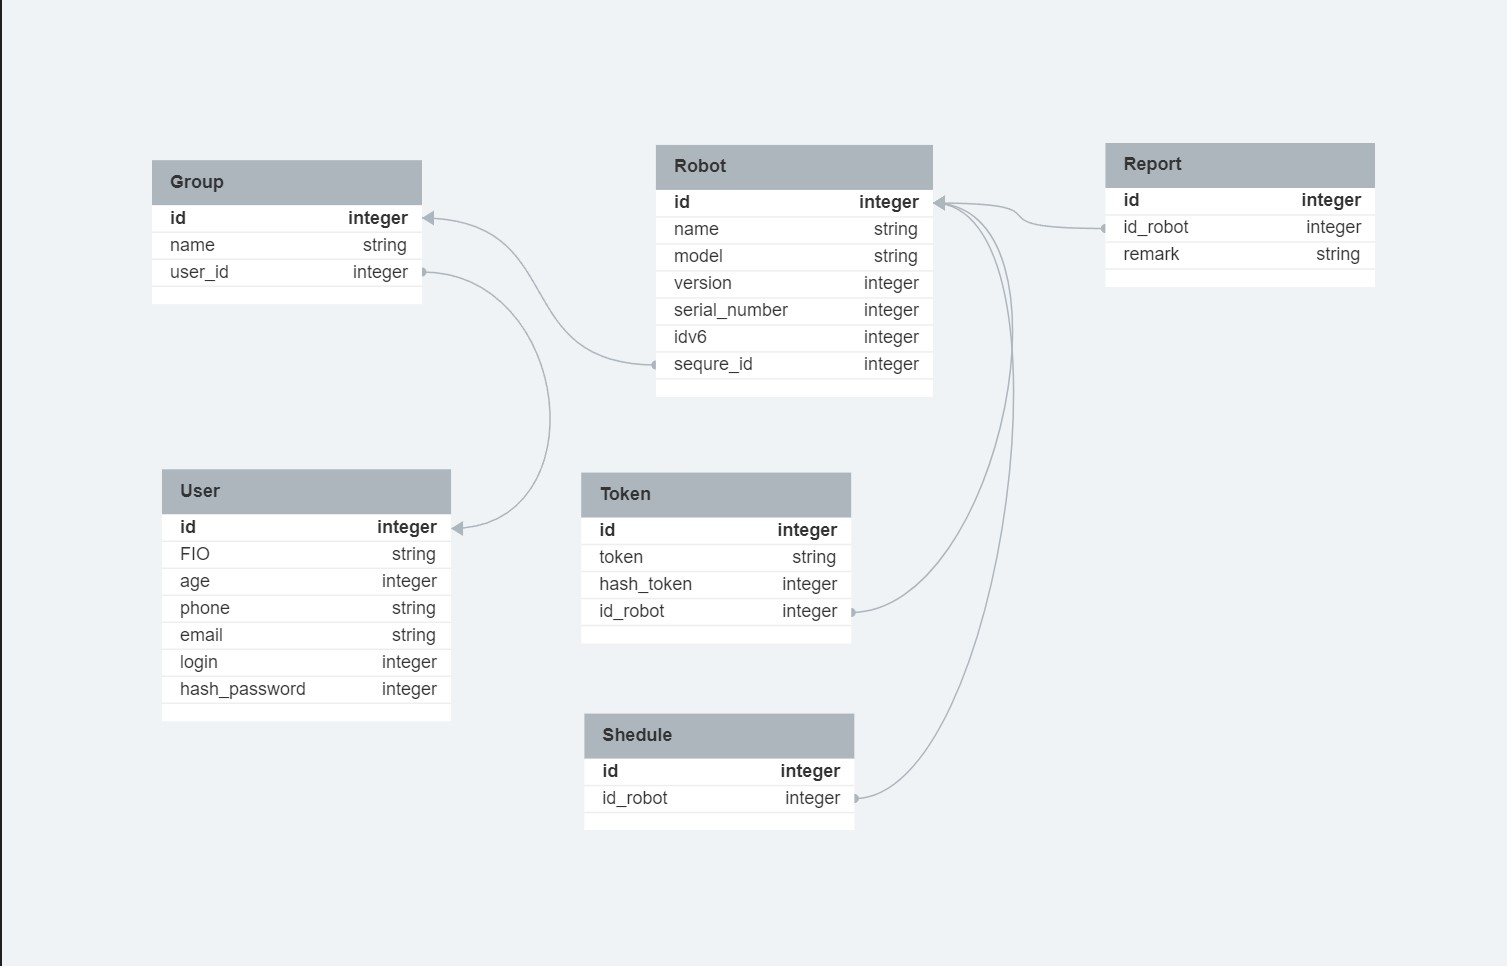 Group
id integer
name string
user_id integer
Robot
id integer
name string
model string
version integer
serial_number integer
idv6 integer
sequre_id integer
Report
id integer
id_robot integer
remark string
User
id integer
FIO string
age integer
phone string
email string
login integer
hash_password integer
Token
id integer
token string
hash_token integer
id_robot integer
Shedule
id integer
id_robot integer